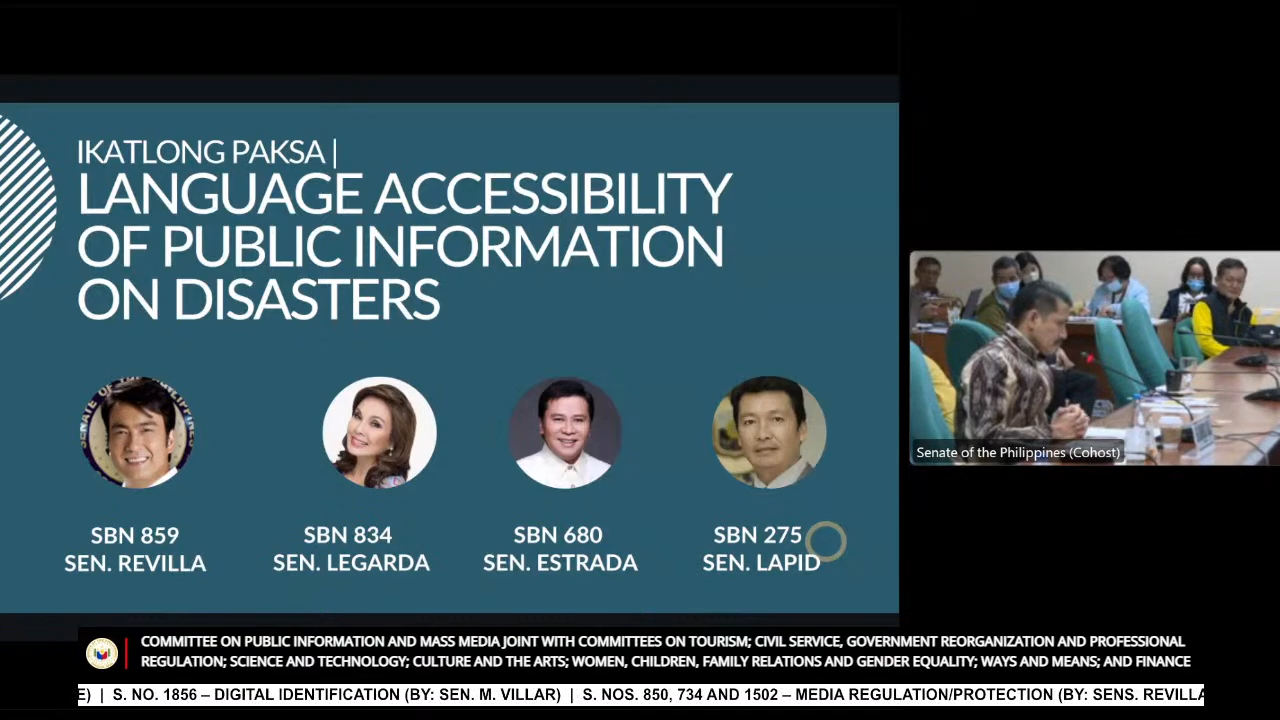 IKATLONG PAKSA |
LANGUAGE ACCESSIBILITY
OF PUBLIC INFORMATION
ON DISASTERS
SBN 859
SEN. REVILLA
SBN 834
SEN. LEGARDA
SBN 680
SEN. ESTRADA
SBN 275
SEN. LAPID
Senate of the Philippines (Cohost)
COMMITTEE ON PUBLIC INFORMATION AND MASS MEDIA JOINT WITH COMMITTEES ON TOURISM; CIVIL SERVICE, GOVERNMENT REORGANIZATION AND PROFESSIONAL
REGULATION; SCIENCE AND TECHNOLOGY; CULTURE AND THE ARTS; WOMEN, CHILDREN, FAMILY RELATIONS AND GENDER EQUALITY; WAYS AND MEANS; AND FINANCE
E) | S. NO. 1856 – DIGITAL IDENTIFICATION (BY: SEN. M. VILLAR) | S. NOS. 850, 734 AND 1502 – MEDIA REGULATION/PROTECTION (BY: SENS. REVILLA